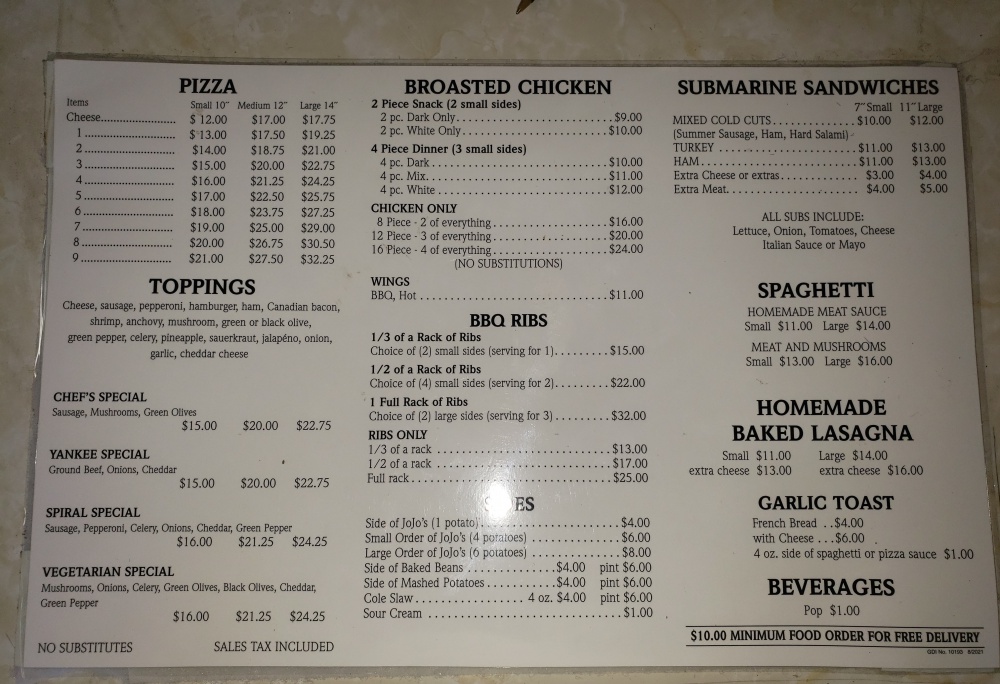 PIZZA
Items Small 10" Medium 12" Large 14"
Cheese....................... $ 12.00 $17.00 $17.75
1........................... $ 13.00 $17.50 $19.25
2........................... $14.00 $18.75 $21.00
3........................... $15.00 $20.00 $22.75
4........................... $16.00 $21.25 $24.25
5........................... $17.00 $22.50 $25.75
6........................... $18.00 $23.75 $27.25
7........................... $19.00 $25.00 $29.00
8........................... $20.00 $26.75 $30.50
9........................... $21.00 $27.50 $32.25
TOPPINGS
Cheese, sausage, pepperoni, hamburger, ham, Canadian bacon,
shrimp, anchovy, mushroom, green or black olive,
green pepper, celery, pineapple, sauerkraut, jalapéno, onion,
garlic, cheddar cheese
CHEF'S SPECIAL
Sausage, Mushrooms, Green Olives
$15.00 $20.00 $22.75
YANKEE SPECIAL
Ground Beef, Onions, Cheddar
$15.00 $20.00 $22.75
SPIRAL SPECIAL
Sausage, Pepperoni, Celery, Onions, Cheddar, Green Pepper
$16.00 $21.25 $24.25
VEGETARIAN SPECIAL
Mushrooms, Onions, Celery, Green Olives, Black Olives, Cheddar,
Green Pepper
$16.00 $21.25 $24.25
NO SUBSTITUTES SALES TAX INCLUDED
BROASTED CHICKEN
2 Piece Snack (2 small sides)
2 pc. Dark Only.............................$9.00
2 pc. White Only...........................$10.00
4 Piece Dinner (3 small sides)
4 pc. Dark.................................$10.00
4 pc. Mix..................................$11.00
4 pc. White................................$12.00
CHICKEN ONLY
8 Piece - 2 of everything.....................$16.00
12 Piece - 3 of everything....................$20.00
16 Piece - 4 of everything....................$24.00
(NO SUBSTITUTIONS)
WINGS
BBQ, Hot...................................$11.00
BBQ RIBS
1/3 of a Rack of Ribs
Choice of (2) small sides (serving for 1).........$15.00
1/2 of a Rack of Ribs
Choice of (4) small sides (serving for 2).........$22.00
1 Full Rack of Ribs
Choice of (2) large sides (serving for 3).........$32.00
RIBS ONLY
1/3 of a rack..............................$13.00
1/2 of a rack..............................$17.00
Full rack..................................$25.00
Side of JoJo's (1 potato).......................$4.00
Small Order of JoJo's (4 potatoes)..............$6.00
Large Order of JoJo's (6 potatoes)..............$8.00
Side of Baked Beans..............$4.00 pint $6.00
Side of Mashed Potatoes...........$4.00 pint $6.00
Cole Slaw................. 4 oz. $4.00 pint $6.00
Sour Cream.................................$1.00
SUBMARINE SANDWICHES
7" Small 11" Large
MIXED COLD CUTS..............$10.00 $12.00
(Summer Sausage, Ham, Hard Salami)
TURKEY.......................$11.00 $13.00
HAM..........................$11.00 $13.00
Extra Cheese or extras.............$3.00 $4.00
Extra Meat......................$4.00 $5.00
ALL SUBS INCLUDE:
Lettuce, Onion, Tomatoes, Cheese
Italian Sauce or Mayo
SPAGHETTI
HOMEMADE MEAT SAUCE
Small $11.00 Large $14.00
MEAT AND MUSHROOMS
Small $13.00 Large $16.00
HOMEMADE
BAKED LASAGNA
Small $11.00 Large $14.00
extra cheese $13.00 extra cheese $16.00
GARLIC TOAST
French Bread ..$4.00
with Cheese ...$6.00
4 oz. side of spaghetti or pizza sauce $1.00
BEVERAGES
Pop $1.00
$10.00 MINIMUM FOOD ORDER FOR FREE DELIVERY
GDI No. 10193 8/2021